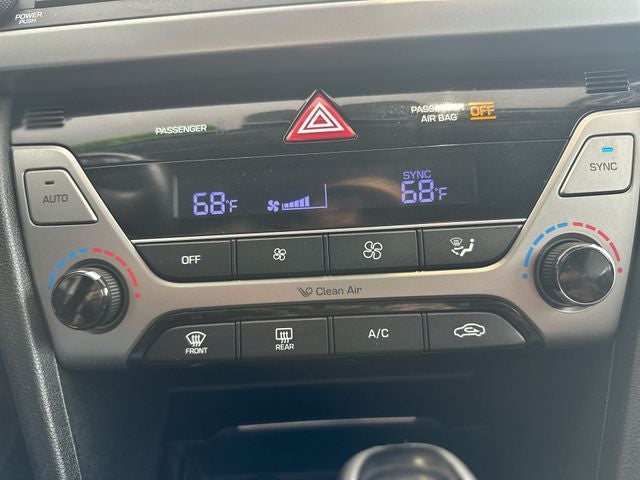 POWER
PUSH
PASSENGER
PASSENGER
AIR BAG OFF
AUTO
SYNC
68°F
SYNC
68°F
OFF
Clean Air
FRONT
REAR
A/C